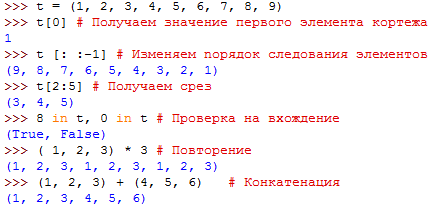 >>> t = (1, 2, 3, 4, 5, 6, 7, 8, 9)
>>> t[0] # Получаем значение первого элемента кортежа
1
>>> t [: :-1] # Изменяем порядок следования элементов
(9, 8, 7, 6, 5, 4, 3, 2, 1)
>>> t[2:5] # Получаем срез
(3, 4, 5)
>>> 8 in t, 0 in t # Проверка на вхождение
(True, False)
>>> ( 1, 2, 3) * 3 # Повторение
(1, 2, 3, 1, 2, 3, 1, 2, 3)
>>> (1, 2, 3) + (4, 5, 6)   # Конкатенация
(1, 2, 3, 4, 5, 6)